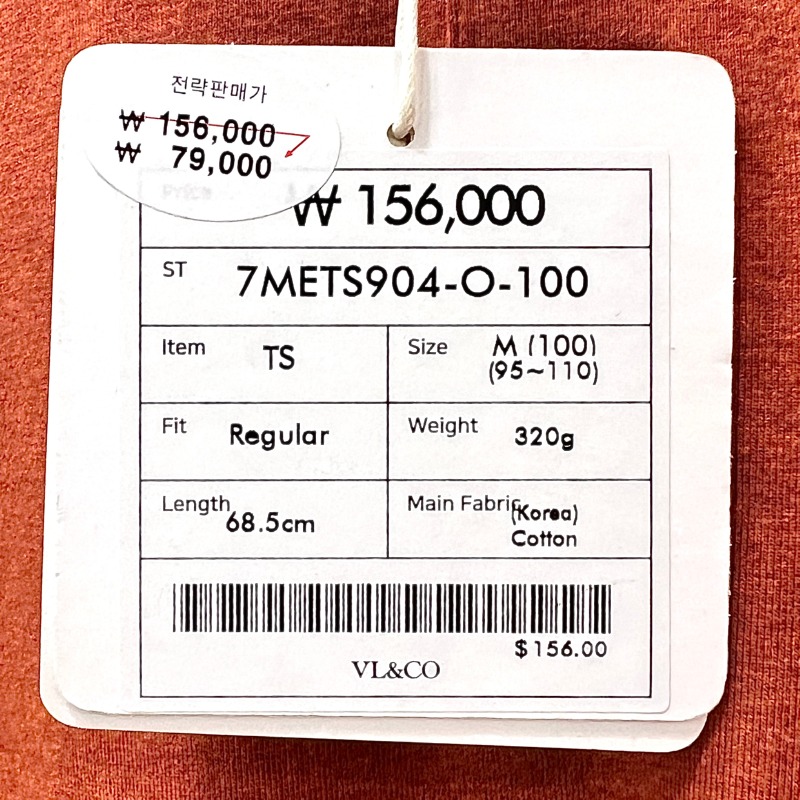 전략판매가
₩ 156,000
₩ 79,000
Price
₩ 156,000
ST 7METS904-O-100
Item TS
Size M (100)
(95~110)
Fit Regular
Weight 320g
Length 68.5cm
Main Fabric (Korea)
Cotton
$156.00
VL&CO